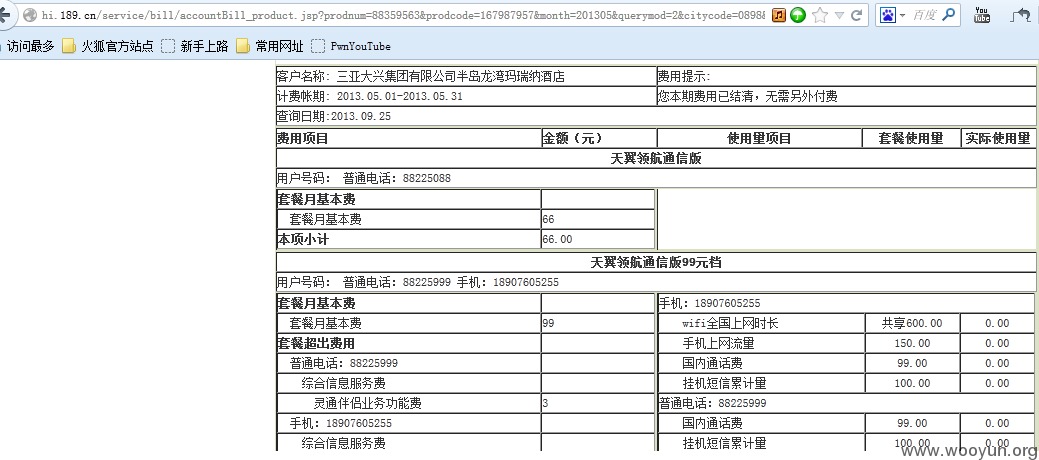 hi.189.cn/service/bill/accountBill_product.jsp?prodnum=88359563&prodcode=167987957&month=201305&querymod=2&citycode=0898&
百度
You Tube
访问最多 火狐官方站点 新手上路 常用网址 PwnYouTube
客户名称: 三亚大兴集团有限公司半岛龙湾玛瑞纳酒店 费用提示:
计费帐期: 2013.05.01-2013.05.31 您本期费用已结清，无需另外付费
查询日期:2013.09.25
费用项目 金额（元） 使用量项目 套餐使用量 实际使用量
天翼领航通信版
用户号码: 普通电话: 88225088
套餐月基本费
套餐月基本费 66
本项小计 66.00
天翼领航通信版99元档
用户号码: 普通电话: 88225999 手机: 18907605255
套餐月基本费 手机: 18907605255
套餐月基本费 99 wifi全国上网时长 共享600.00 0.00
套餐超出费用 手机上网流量 150.00 0.00
普通电话: 88225999 国内通话费 99.00 0.00
综合信息服务费 挂机短信累计量 100.00 0.00
灵通伴侣业务功能费 3 普通电话: 88225999
手机: 18907605255 国内通话费 99.00 0.00
综合信息服务费 挂机短信累计量 100.00 0.00
www.wooyun.org